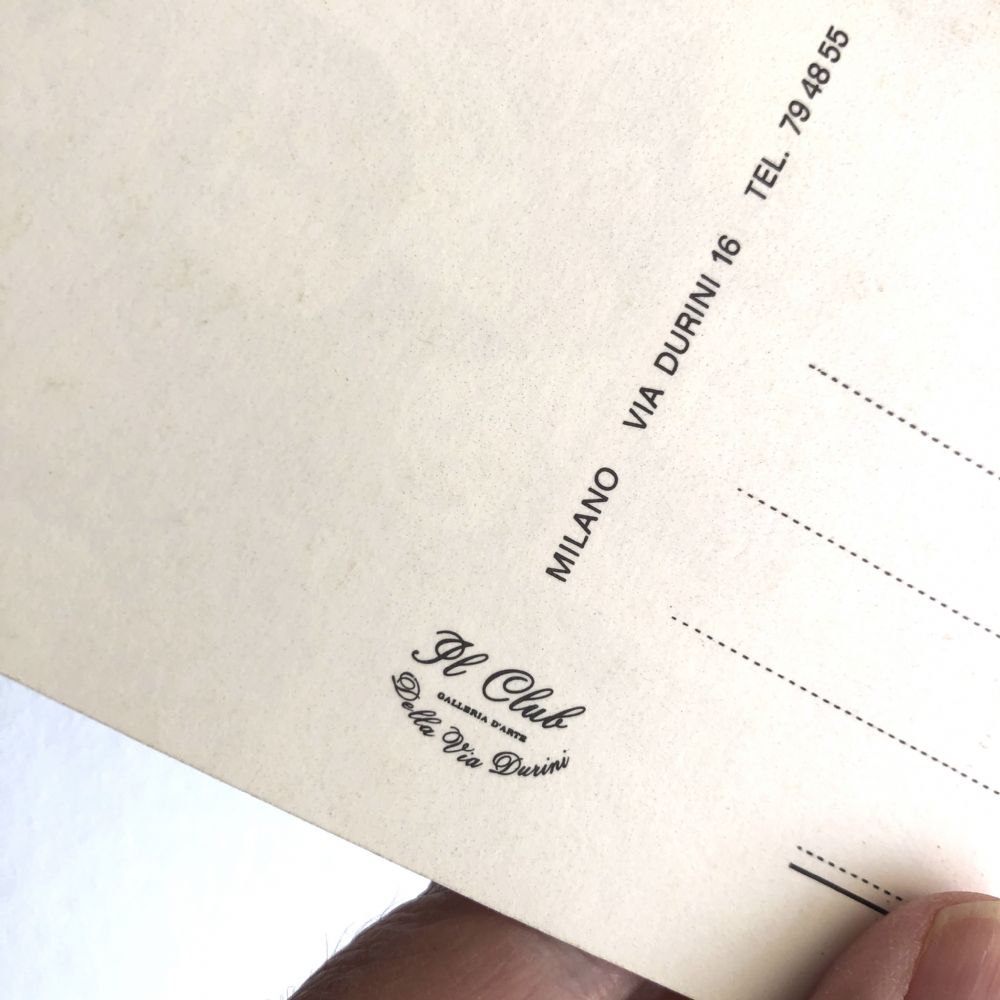 MILANO VIA DURINI 16 TEL. 79 48 55
Il Club
GALLERIA D'ARTE
Della Via Durini